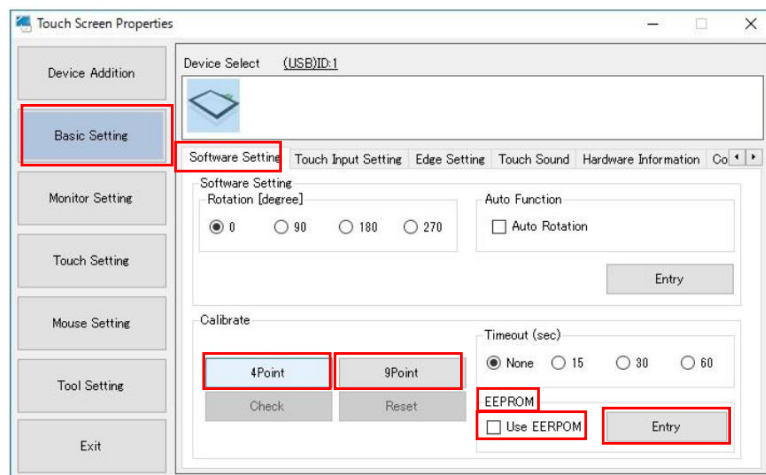 Touch Screen Properties
Device Addition
Basic Setting
Monitor Setting
Touch Setting
Mouse Setting
Tool Setting
Exit
Device Select (USB)ID:1
Software Setting Touch Input Setting Edge Setting Touch Sound Hardware Information Co
Software Setting
Rotation [degree]
0 90 180 270
Auto Function
Auto Rotation
Entry
Calibrate
4Point 9Point
Check Reset
Timeout (sec)
None 15 30 60
EEPROM
Use EERPOM Entry